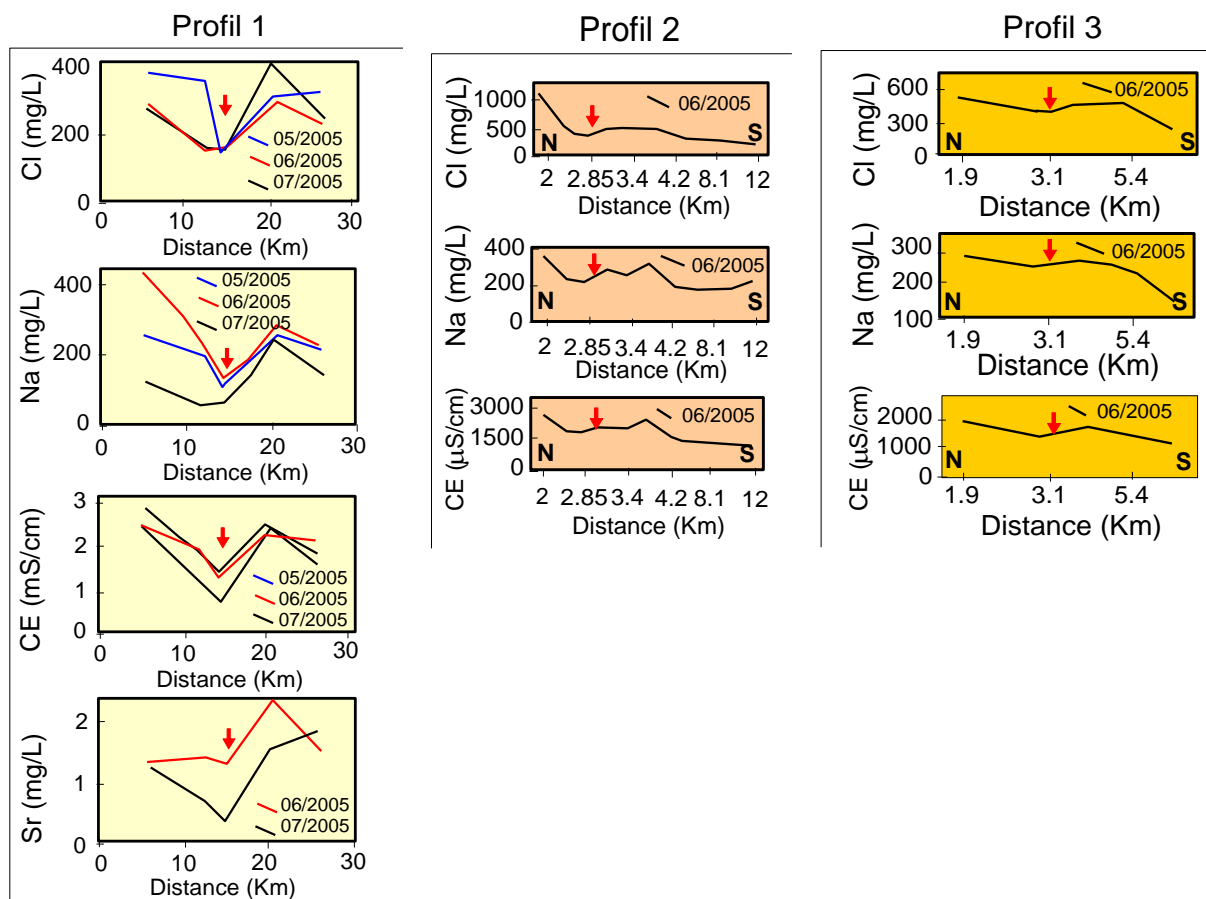 Profil 1
Cl (mg/L)
400
200
0
05/2005
06/2005
07/2005
0 10 20 30
Distance (Km)
Na (mg/L)
400
200
0
05/2005
06/2005
07/2005
0 10 20 30
Distance (Km)
CE (mS/cm)
3
2
1
0
05/2005
06/2005
07/2005
0 10 20 30
Distance (Km)
Sr (mg/L)
2
1
0
06/2005
07/2005
0 10 20 30
Distance (Km)
Profil 2
Cl (mg/L)
1000
500
0
06/2005
N S
2 2.85 3.4 4.2 8.1 12
Distance (Km)
Na (mg/L)
400
200
0
06/2005
N S
2 2.85 3.4 4.2 8.1 12
Distance (Km)
CE (µS/cm)
3000
1500
0
06/2005
N S
2 2.85 3.4 4.2 8.1 12
Distance (Km)
Profil 3
Cl (mg/L)
600
400
0
06/2005
N S
1.9 3.1 5.4
Distance (Km)
Na (mg/L)
300
200
100
06/2005
N S
1.9 3.1 5.4
Distance (Km)
CE (µS/cm)
2000
1000
0
06/2005
N S
1.9 3.1 5.4
Distance (Km)